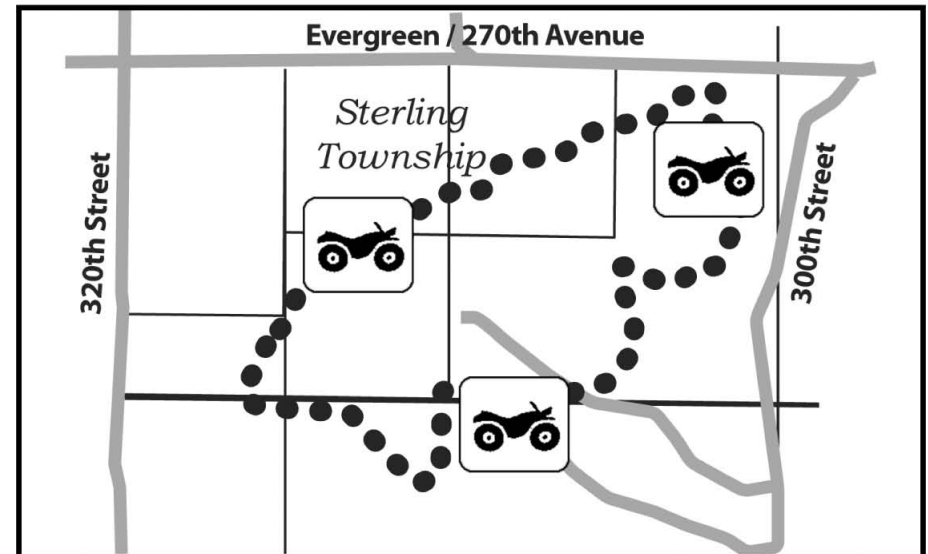 Evergreen / 270th Avenue
Sterling
Township
320th Street
300th Street